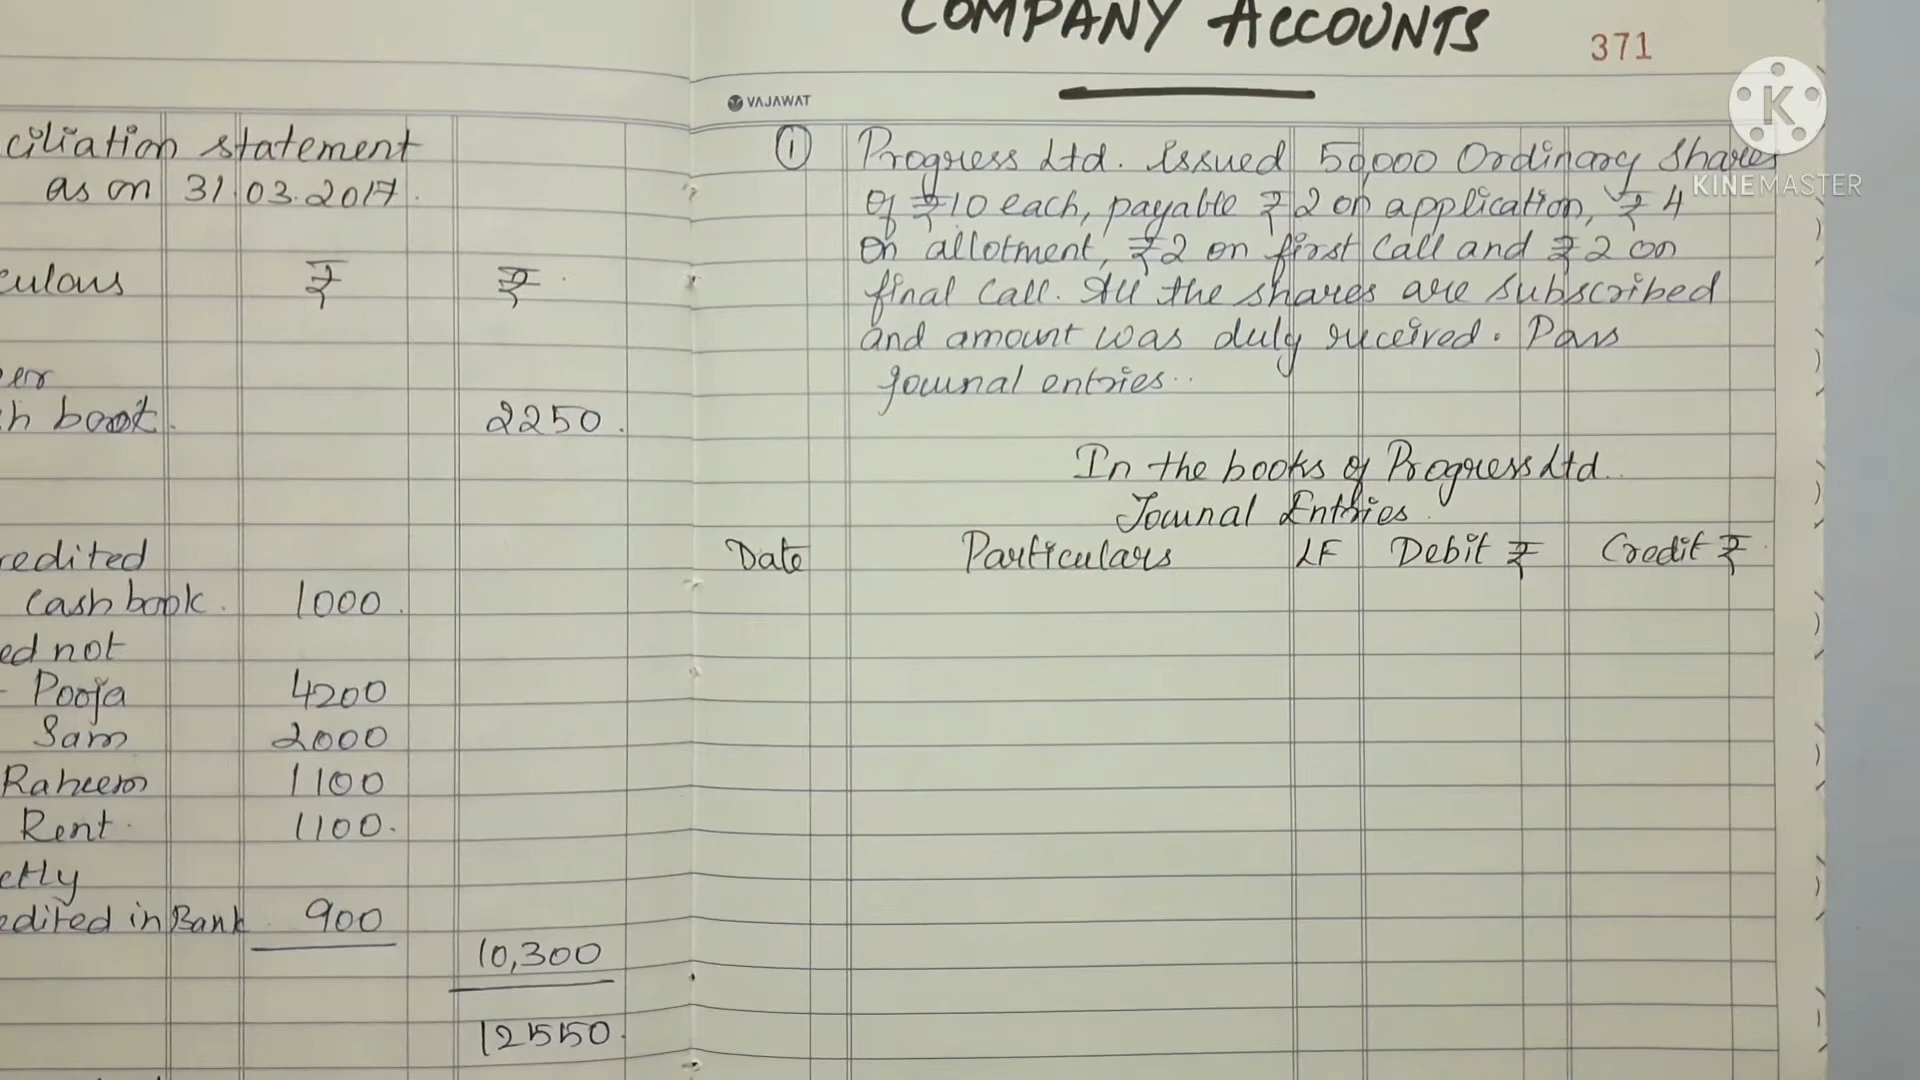 COMPANY ACCOUNTS
371
VAJAWAT
K
KINEMASTER
ciliation statement
as on 31.03.2017.
culars ₹ ₹
er
h book. 2250.
redited
cash book. 1000.
ed not
- Pooja 4200
Sam 2000
Raheem 1100
Rent. 1100.
ectly
edited in Bank 900
10,300
12550.
① Progress Ltd. issued 50,000 Ordinary Shares
of ₹10 each, payable ₹2 on application, ₹4
on allotment, ₹2 on first call and ₹2 on
final call. All the shares are subscribed
and amount was duly received. Pass
journal entries..
In the books of Progress Ltd.
Journal Entries.
Date Particulars LF Debit ₹ Credit ₹